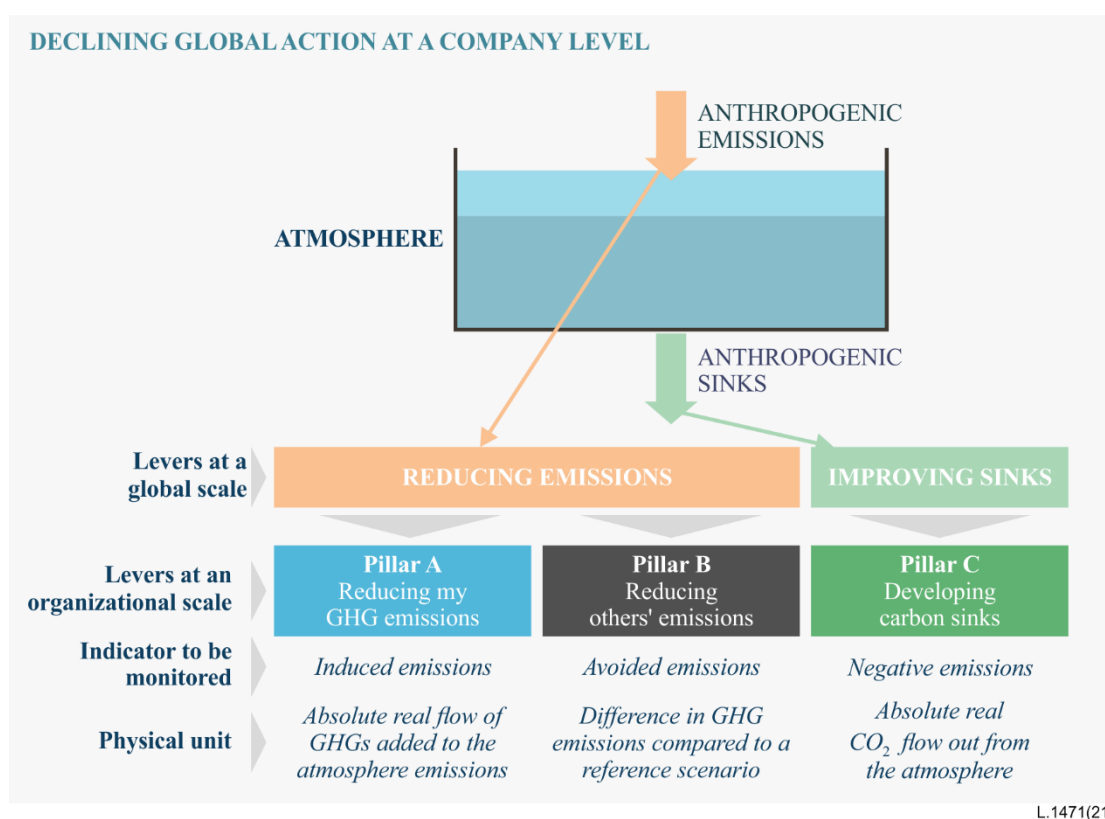 DECLINING GLOBAL ACTION AT A COMPANY LEVEL
ANTHROPOGENIC
EMISSIONS
ATMOSPHERE
ANTHROPOGENIC
SINKS
Levers at a
global scale
REDUCING EMISSIONS
IMPROVING SINKS
Levers at an
organizational scale
Pillar A
Reducing my
GHG emissions
Pillar B
Reducing
others' emissions
Pillar C
Developing
carbon sinks
Indicator to be
monitored
Induced emissions
Avoided emissions
Negative emissions
Physical unit
Absolute real flow of
GHGs added to the
atmosphere emissions
Difference in GHG
emissions compared to a
reference scenario
Absolute real
CO₂ flow out from
the atmosphere
L.1471(21